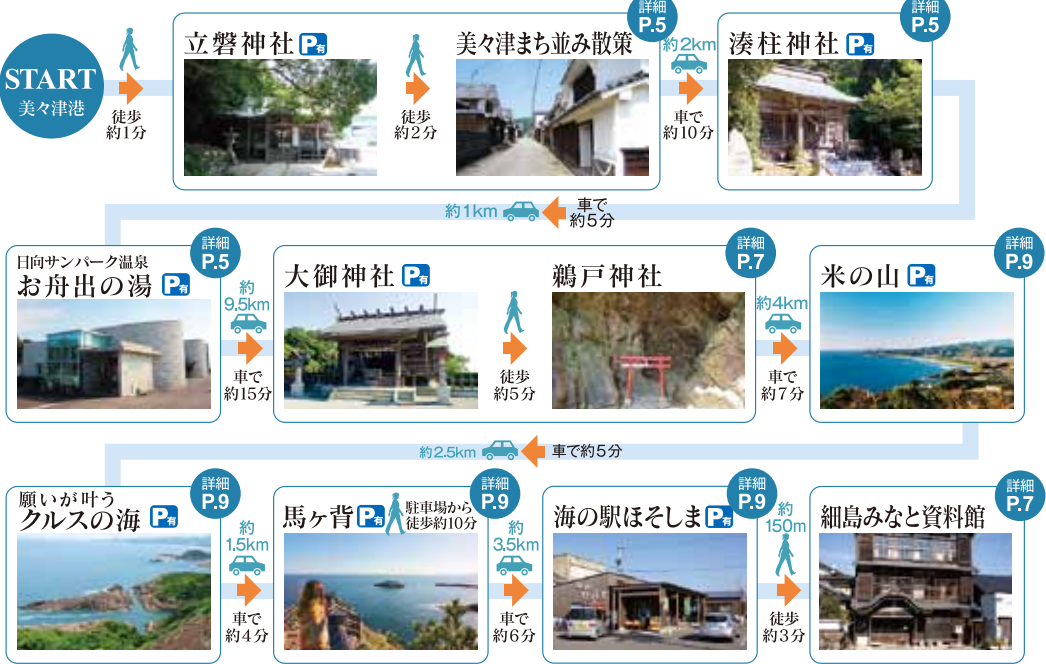 START
美々津港
徒歩
約1分
立磐神社 P有
徒歩
約2分
美々津まち並み散策
詳細
P.5
約2km
車で
約10分
湊柱神社 P有
詳細
P.5
約1km
車で
約5分
日向サンパーク温泉
お舟出の湯 P有
詳細
P.5
約
9.5km
車で
約15分
大御神社 P有
徒歩
約5分
鵜戸神社
詳細
P.7
約4km
車で
約7分
米の山 P有
詳細
P.9
約2.5km
車で約5分
願いが叶う
クルスの海 P有
詳細
P.9
約
1.5km
車で
約4分
馬ヶ背 P有
駐車場から
徒歩約10分
詳細
P.9
約
3.5km
車で
約6分
海の駅ほそしま P有
詳細
P.9
約
150m
徒歩
約3分
細島みなと資料館
詳細
P.7